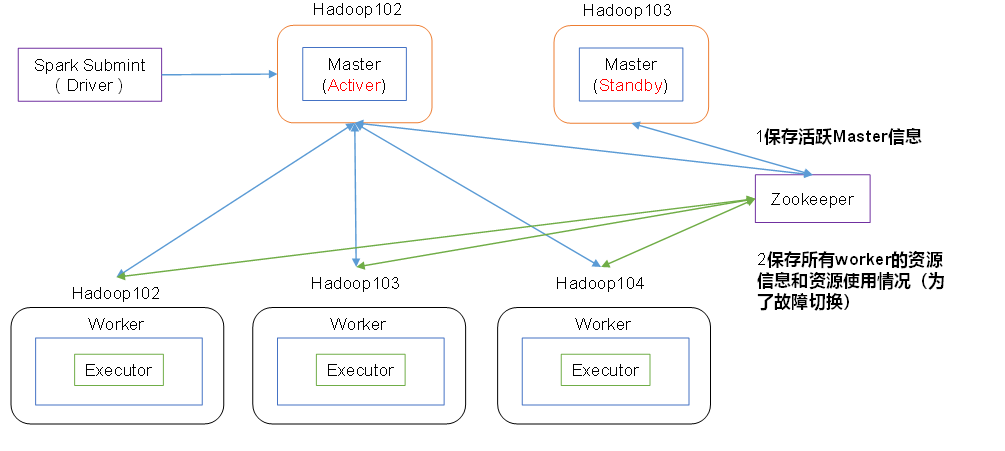 Hadoop102
Hadoop103
Spark Submint
( Driver )
Master
(Activer)
Master
(Standby)
1保存活跃Master信息
Zookeeper
2保存所有worker的资源
信息和资源使用情况（为
了故障切换）
Hadoop102
Hadoop103
Hadoop104
Worker
Worker
Worker
Executor
Executor
Executor